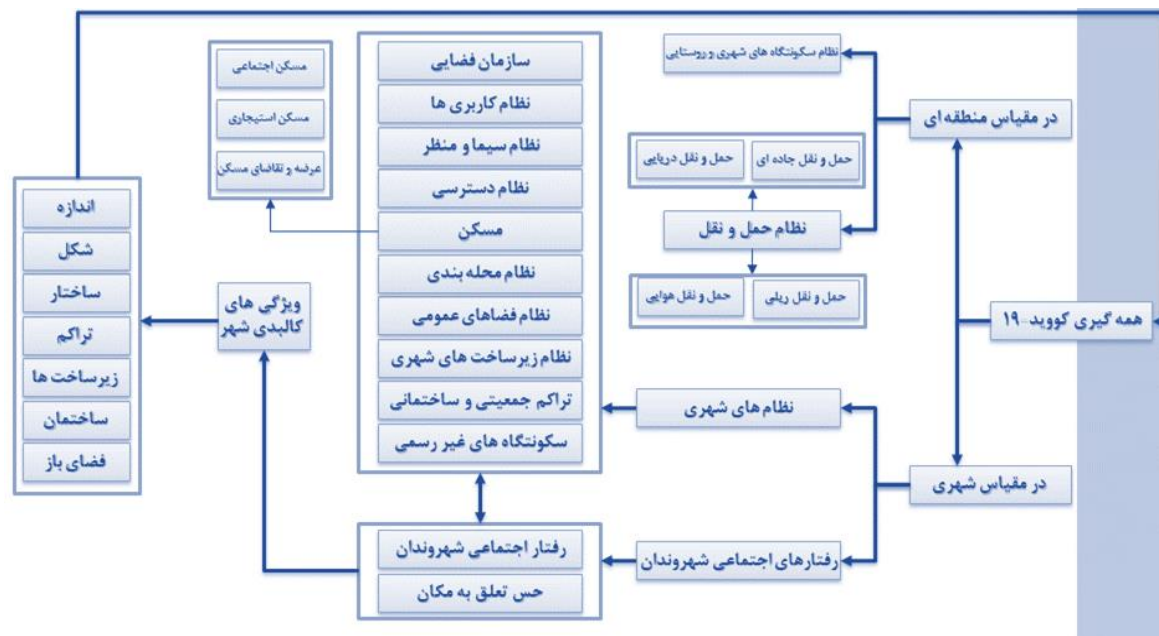 همه گیری کووید -۱۹
در مقیاس منطقه ای
نظام سکونتگاه های شهری و روستایی
حمل و نقل جاده ای
حمل و نقل دریایی
نظام حمل و نقل
حمل و نقل ریلی
حمل و نقل هوایی
در مقیاس شهری
نظام های شهری
رفتارهای اجتماعی شهروندان
سازمان فضایی
نظام کاربری ها
نظام سیما و منظر
نظام دسترسی
مسکن
نظام محله بندی
نظام فضاهای عمومی
نظام زیرساخت های شهری
تراکم جمعیتی و ساختمانی
سکونتگاه های غیر رسمی
رفتار اجتماعی شهروندان
حس تعلق به مکان
مسکن اجتماعی
مسکن استیجاری
عرضه و تقاضای مسکن
ویژگی های
کالبدی شهر
اندازه
شکل
ساختار
تراکم
زیرساخت ها
ساختمان
فضای باز